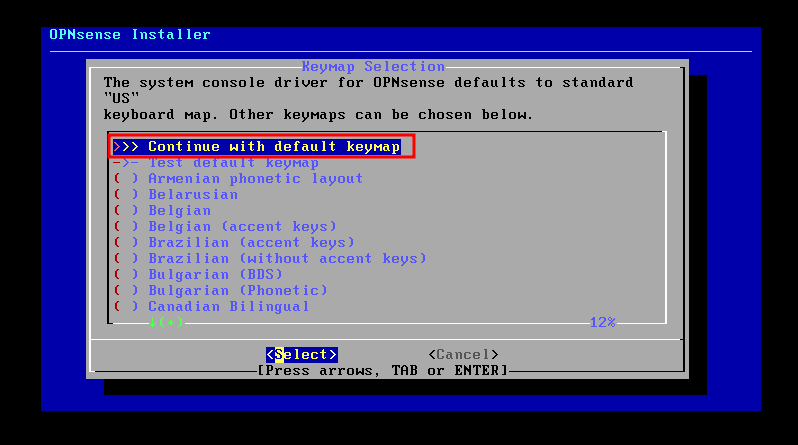 OPNsense Installer
Keymap Selection
The system console driver for OPNsense defaults to standard
"US"
keyboard map. Other keymaps can be chosen below.
>>> Continue with default keymap
->- Test default keymap
( ) Armenian phonetic layout
( ) Belarusian
( ) Belgian
( ) Belgian (accent keys)
( ) Brazilian (accent keys)
( ) Brazilian (without accent keys)
( ) Bulgarian (BDS)
( ) Bulgarian (Phonetic)
( ) Canadian Bilingual
12%
<Select> <Cancel>
[Press arrows, TAB or ENTER]